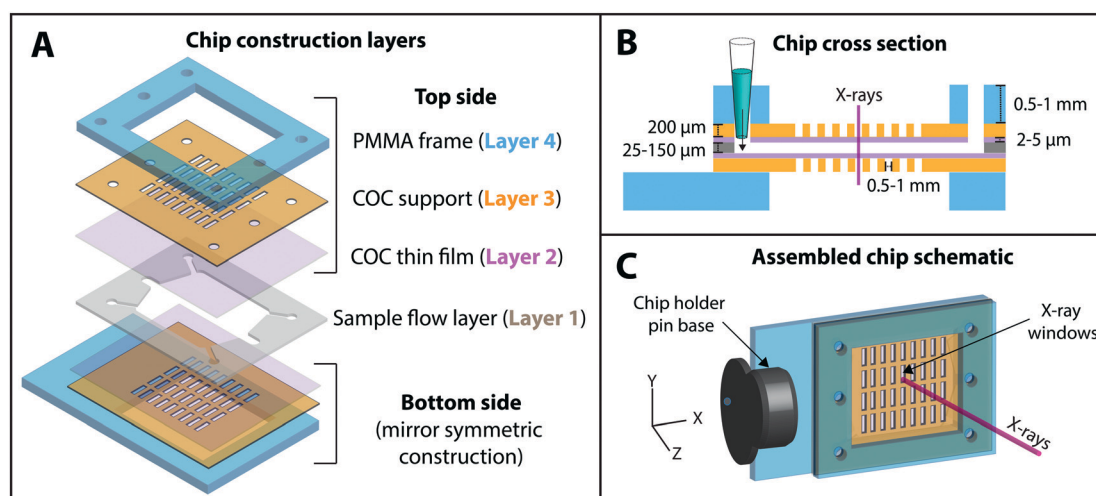 A
Chip construction layers
Top side
PMMA frame (Layer 4)
COC support (Layer 3)
COC thin film (Layer 2)
Sample flow layer (Layer 1)
Bottom side
(mirror symmetric
construction)
B
Chip cross section
X-rays
0.5-1 mm
200 µm
2-5 µm
25-150 µm
0.5-1 mm
C
Assembled chip schematic
Chip holder
pin base
X-ray
windows
Y
X
Z
X-rays